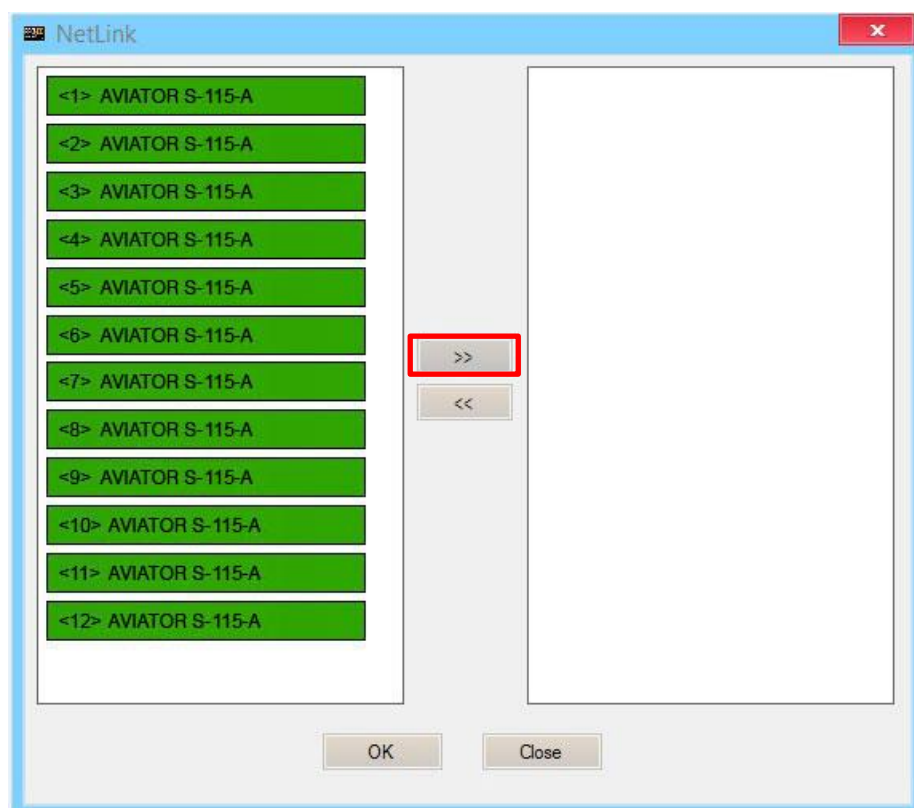 NetLink
x
<1> AVIATOR S-115-A
<2> AVIATOR S-115-A
<3> AVIATOR S-115-A
<4> AVIATOR S-115-A
<5> AVIATOR S-115-A
<6> AVIATOR S-115-A
<7> AVIATOR S-115-A
<8> AVIATOR S-115-A
<9> AVIATOR S-115-A
<10> AVIATOR S-115-A
<11> AVIATOR S-115-A
<12> AVIATOR S-115-A
>>
<<
OK
Close